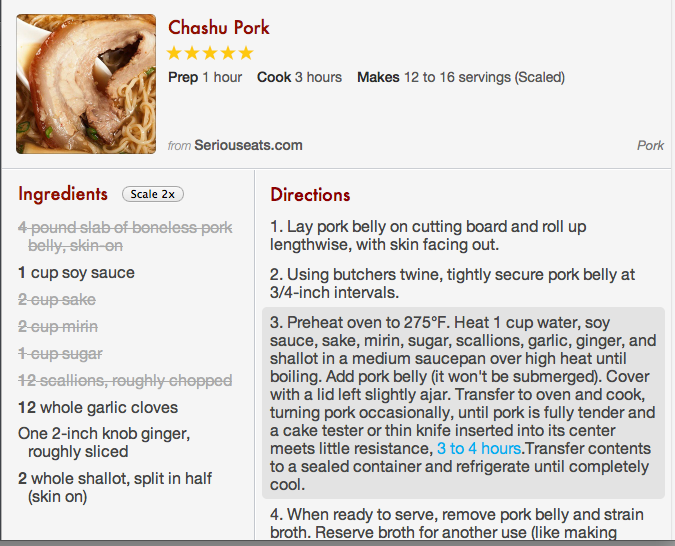 Chashu Pork
Prep 1 hour Cook 3 hours Makes 12 to 16 servings (Scaled)
from Seriouseats.com
Pork
Ingredients
Scale 2x
4 pound slab of boneless pork
belly, skin-on
1 cup soy sauce
2 cup sake
2 cup mirin
1 cup sugar
12 scallions, roughly chopped
12 whole garlic cloves
One 2-inch knob ginger,
roughly sliced
2 whole shallot, split in half
(skin on)
Directions
1. Lay pork belly on cutting board and roll up
lengthwise, with skin facing out.
2. Using butchers twine, tightly secure pork belly at
3/4-inch intervals.
3. Preheat oven to 275°F. Heat 1 cup water, soy
sauce, sake, mirin, sugar, scallions, garlic, ginger, and
shallot in a medium saucepan over high heat until
boiling. Add pork belly (it won't be submerged). Cover
with a lid left slightly ajar. Transfer to oven and cook,
turning pork occasionally, until pork is fully tender and
a cake tester or thin knife inserted into its center
meets little resistance, 3 to 4 hours.Transfer contents
to a sealed container and refrigerate until completely
cool.
4. When ready to serve, remove pork belly and strain
broth. Reserve broth for another use (like making